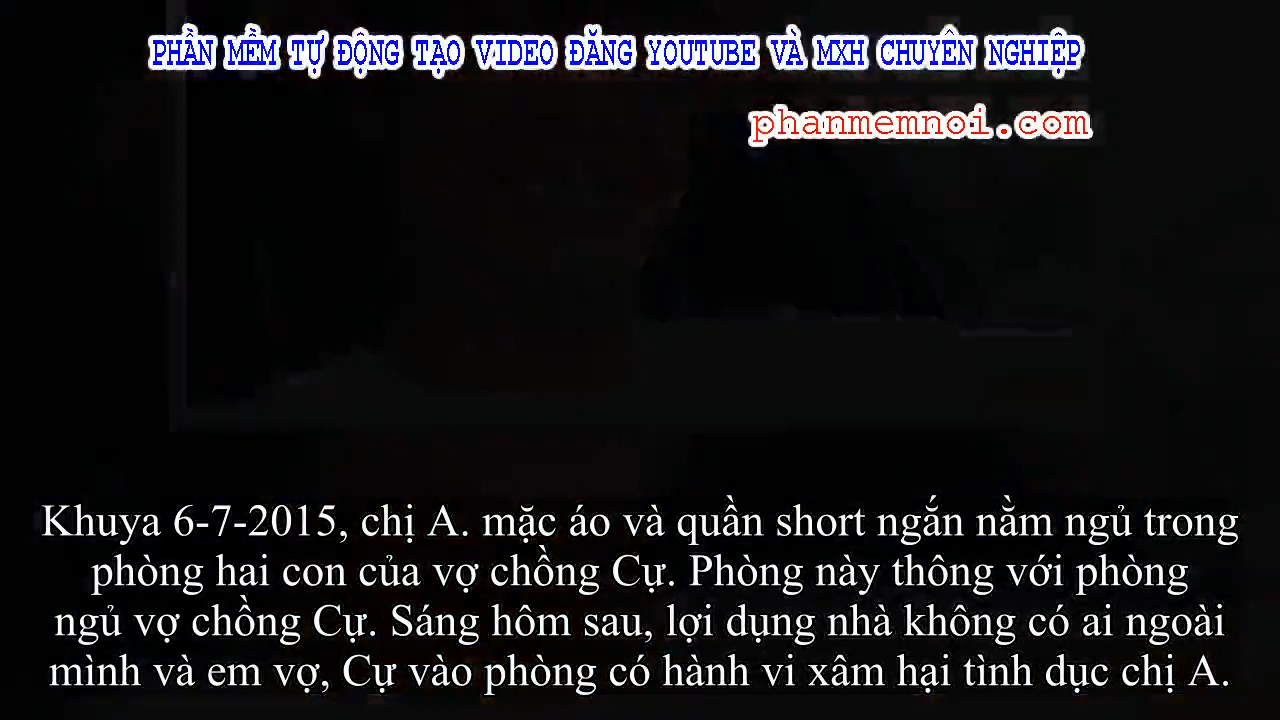 PHẦN MỀM TỰ ĐỘNG TẠO VIDEO ĐĂNG YOUTUBE VÀ MXH CHUYÊN NGHIỆP
phanmemnoi.com
Khuya 6-7-2015, chị A. mặc áo và quần short ngắn nằm ngủ trong
phòng hai con của vợ chồng Cự. Phòng này thông với phòng
ngủ vợ chồng Cự. Sáng hôm sau, lợi dụng nhà không có ai ngoài
mình và em vợ, Cự vào phòng có hành vi xâm hại tình dục chị A.